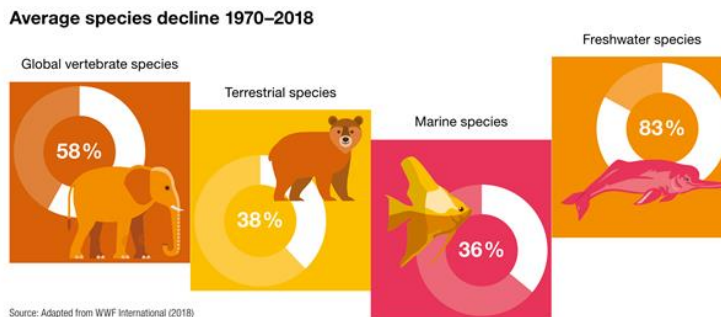 Average species decline 1970–2018
Global vertebrate species
58%
Terrestrial species
38%
Marine species
36%
Freshwater species
83%
Source: Adapted from WWF International (2018)